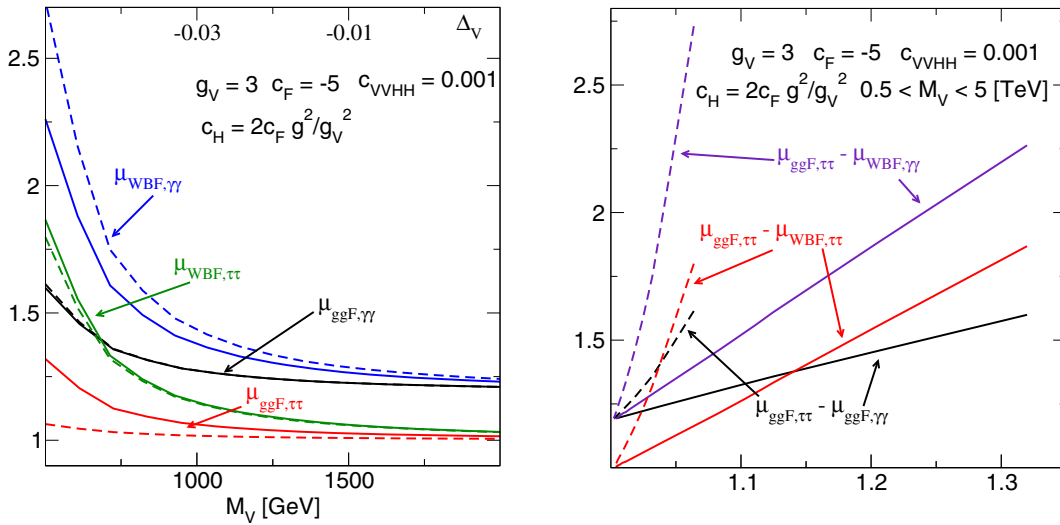 -0.03 -0.01 Δ_V
g_V = 3 c_F = -5 c_VVHH = 0.001
c_H = 2c_F g^2/g_V^2
μ_WBF,γγ
μ_WBF,ττ
μ_ggF,γγ
μ_ggF,ττ
2.5
2
1.5
1
1000 1500
M_V [GeV]
g_V = 3 c_F = -5 c_VVHH = 0.001
c_H = 2c_F g^2/g_V^2 0.5 < M_V < 5 [TeV]
μ_ggF,ττ - μ_WBF,γγ
μ_ggF,ττ - μ_WBF,ττ
μ_ggF,ττ - μ_ggF,γγ
2.5
2
1.5
1.1 1.2 1.3